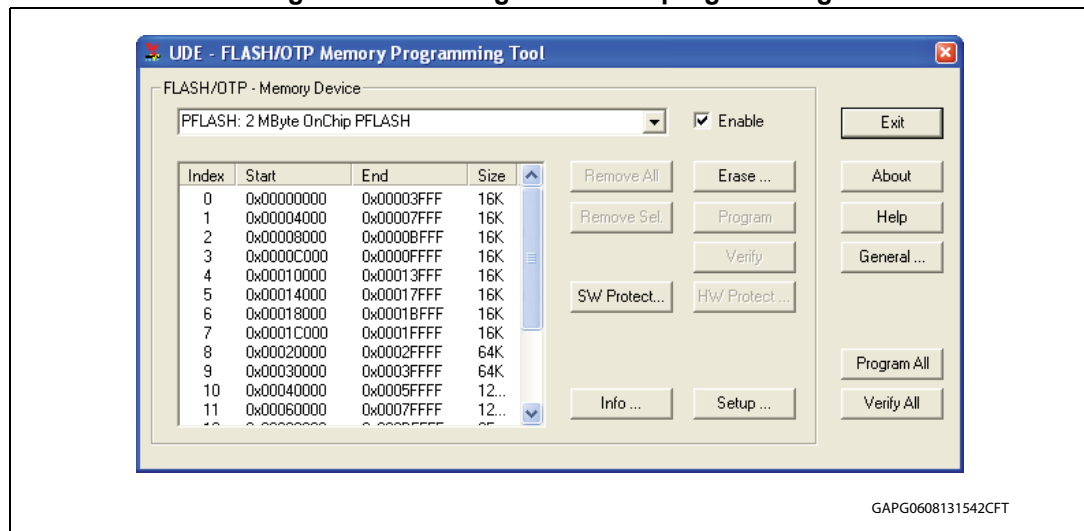 UDE - FLASH/OTP Memory Programming Tool
FLASH/OTP - Memory Device
PFLASH: 2 MByte OnChip PFLASH
Enable
Exit
Index Start End Size
0 0x00000000 0x00003FFF 16K
1 0x00004000 0x00007FFF 16K
2 0x00008000 0x0000BFFF 16K
3 0x0000C000 0x0000FFFF 16K
4 0x00010000 0x00013FFF 16K
5 0x00014000 0x00017FFF 16K
6 0x00018000 0x0001BFFF 16K
7 0x0001C000 0x0001FFFF 16K
8 0x00020000 0x0002FFFF 64K
9 0x00030000 0x0003FFFF 64K
10 0x00040000 0x0005FFFF 12...
11 0x00060000 0x0007FFFF 12...
Remove All
Erase ...
About
Remove Sel.
Program
Help
Verify
General ...
SW Protect...
HW Protect ...
Program All
Info ...
Setup ...
Verify All
GAPG0608131542CFT